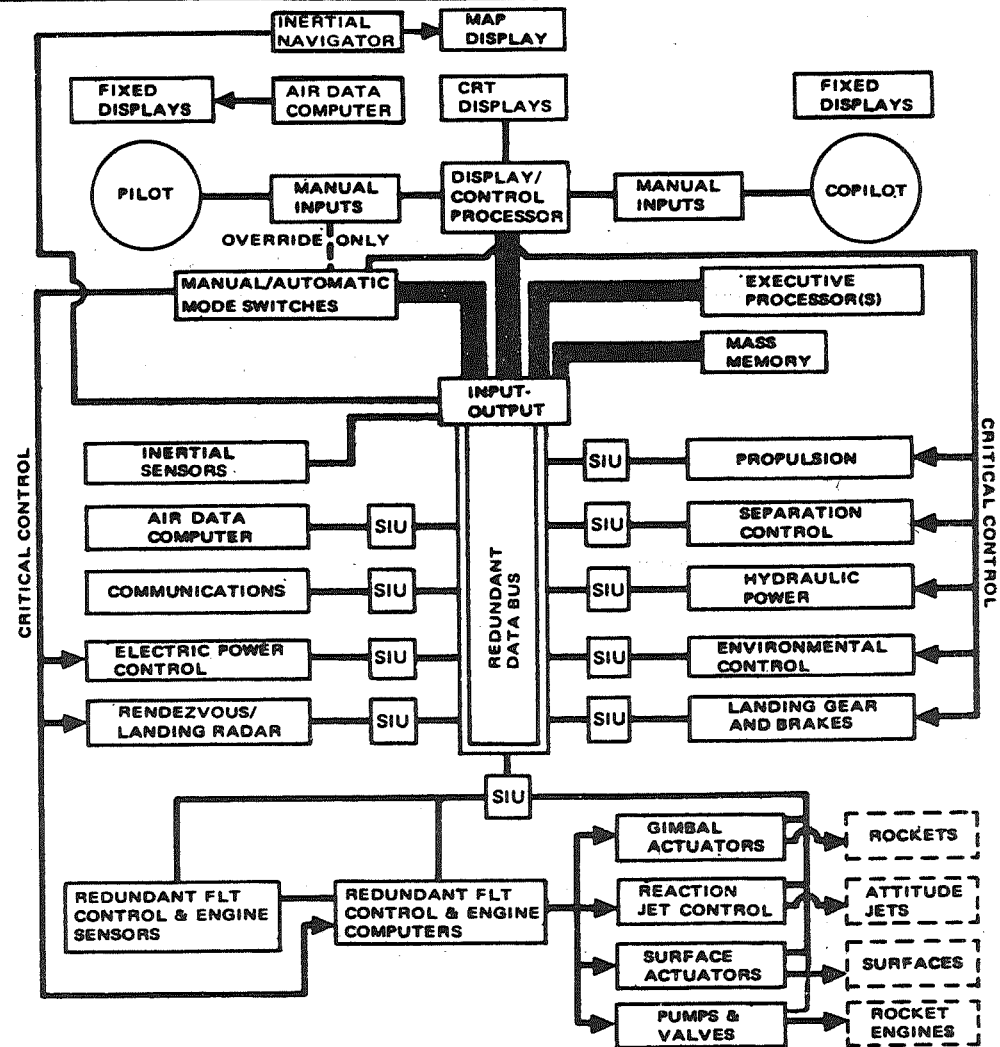 INERTIAL
NAVIGATOR
MAP
DISPLAY
FIXED
DISPLAYS
AIR DATA
COMPUTER
CRT
DISPLAYS
FIXED
DISPLAYS
PILOT
MANUAL
INPUTS
DISPLAY/
CONTROL
PROCESSOR
MANUAL
INPUTS
COPILOT
OVERRIDE ONLY
MANUAL/AUTOMATIC
MODE SWITCHES
EXECUTIVE
PROCESSOR(S)
MASS
MEMORY
INPUT-
OUTPUT
CRITICAL CONTROL
INERTIAL
SENSORS
SIU
PROPULSION
CRITICAL CONTROL
AIR DATA
COMPUTER
SIU
SIU
SEPARATION
CONTROL
REDUNDANT
DATA BUS
COMMUNICATIONS
SIU
SIU
HYDRAULIC
POWER
ELECTRIC POWER
CONTROL
SIU
SIU
ENVIRONMENTAL
CONTROL
RENDEZVOUS/
LANDING RADAR
SIU
SIU
LANDING GEAR
AND BRAKES
SIU
REDUNDANT FLT
CONTROL & ENGINE
SENSORS
REDUNDANT FLT
CONTROL & ENGINE
COMPUTERS
GIMBAL
ACTUATORS
ROCKETS
REACTION
JET CONTROL
ATTITUDE
JETS
SURFACE
ACTUATORS
SURFACES
PUMPS &
VALVES
ROCKET
ENGINES